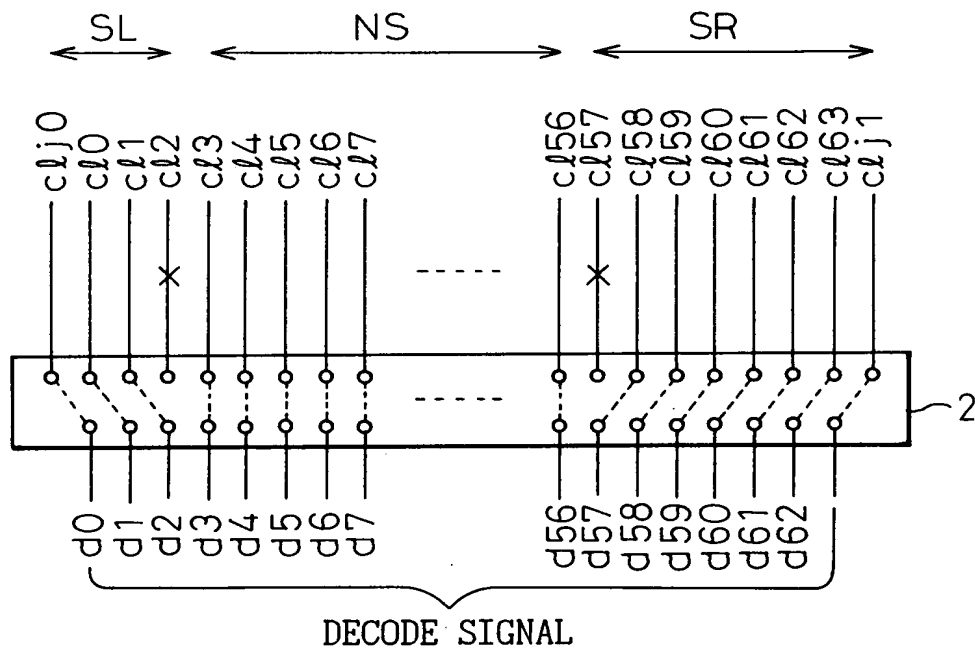 SL NS SR
cℓj0 cℓ0 cℓ1 cℓ2 cℓ3 cℓ4 cℓ5 cℓ6 cℓ7 cℓ56 cℓ57 cℓ58 cℓ59 cℓ60 cℓ61 cℓ62 cℓ63 cℓj1
2
d0 d1 d2 d3 d4 d5 d6 d7 d56 d57 d58 d59 d60 d61 d62
DECODE SIGNAL